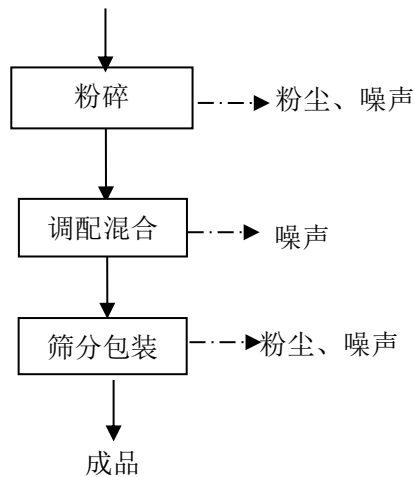 粉碎
粉尘、噪声
调配混合
噪声
筛分包装
粉尘、噪声
成品